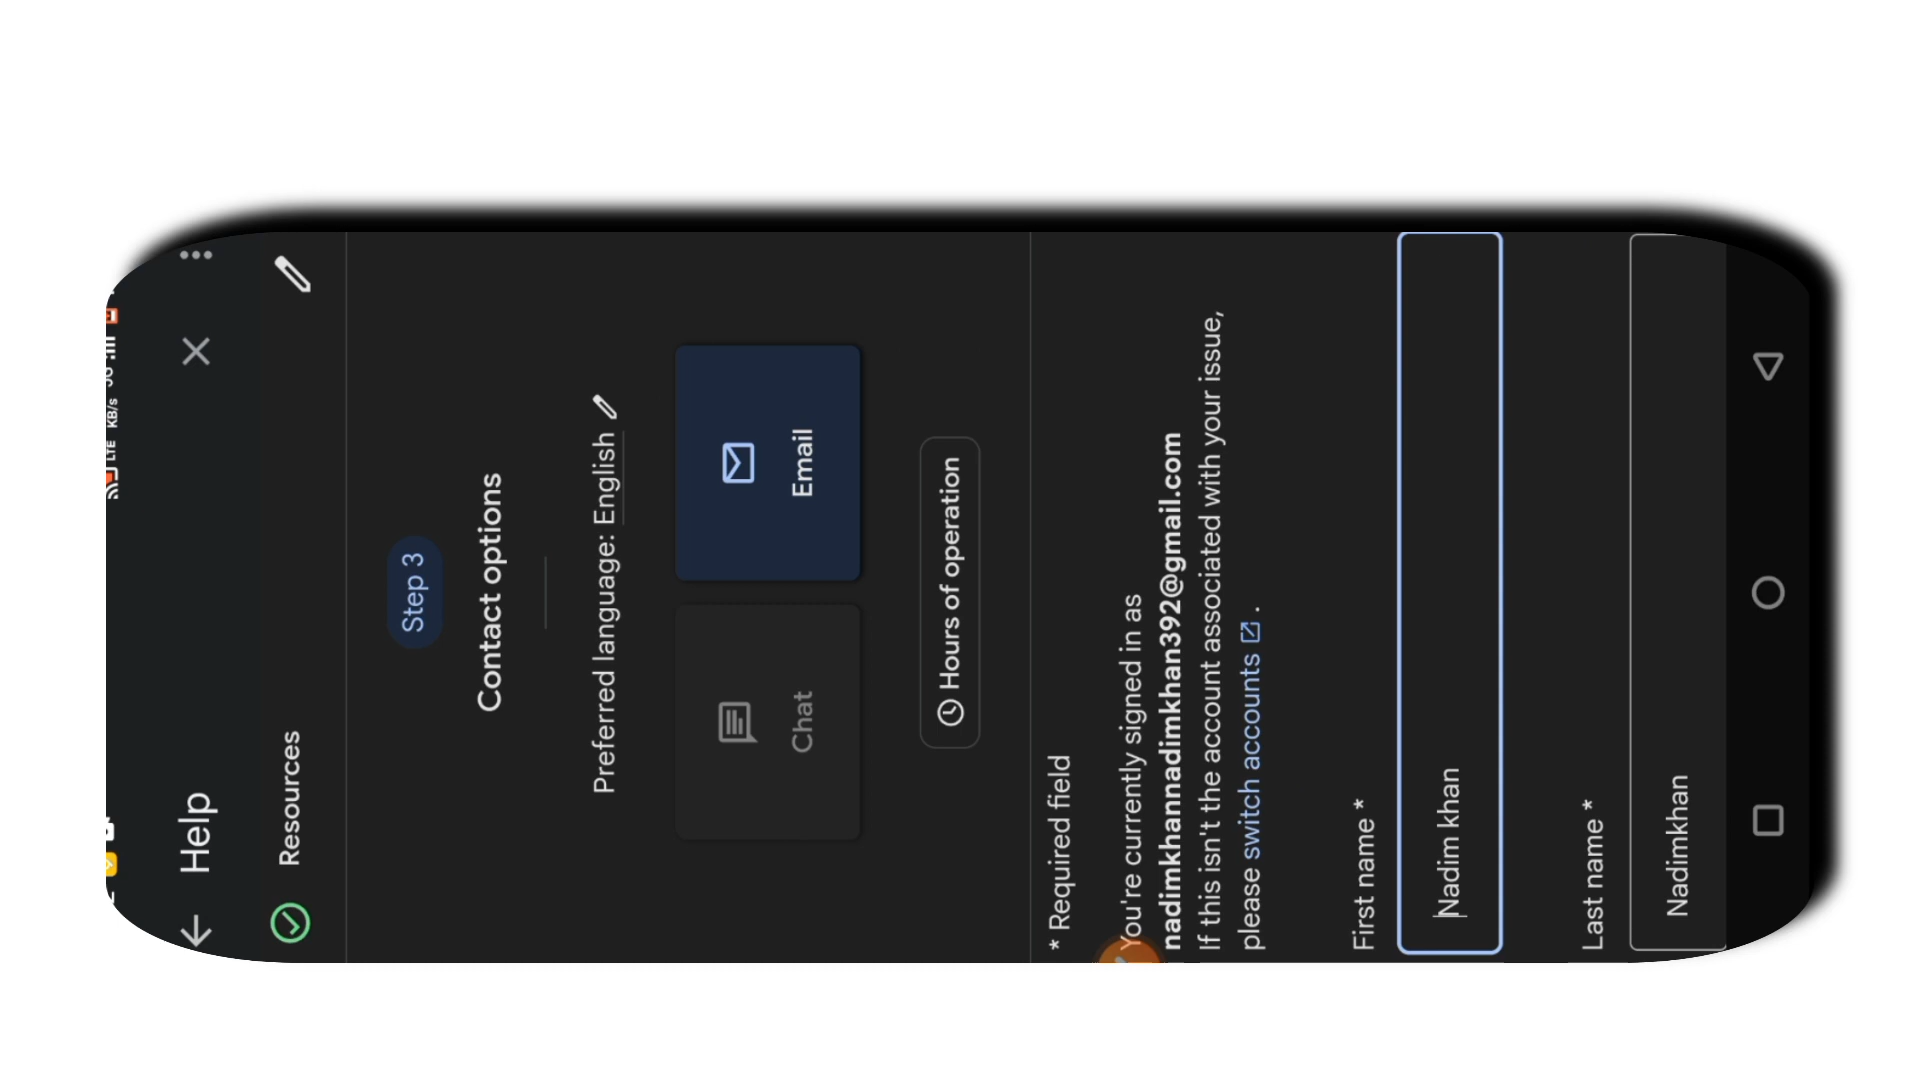 LTE KB/s
Help
Resources
Step 3
Contact options
Preferred language: English
Chat
Email
Hours of operation
* Required field
You're currently signed in as
nadimkhannadimkhan392@gmail.com
If this isn't the account associated with your issue,
please switch accounts .
First name *
Nadim khan
Last name *
Nadimkhan